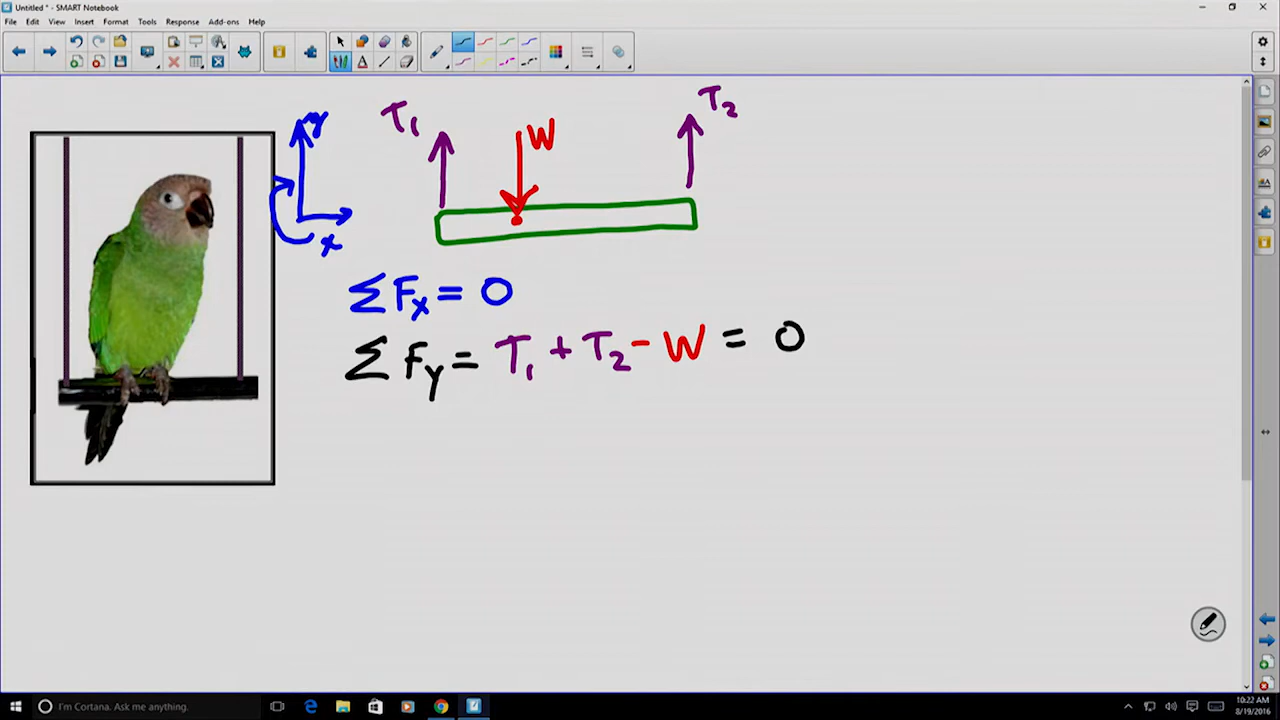 Untitled * - SMART Notebook
File Edit View Insert Format Tools Response Add-ons Help
T₁ W T₂
y
x
ΣFx = 0
ΣFy = T₁ + T₂ - W = 0
I'm Cortana. Ask me anything.
10:22 AM
8/19/2016